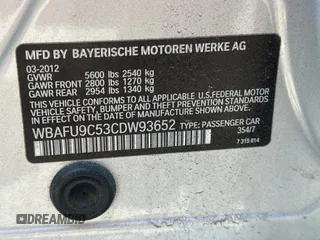 MFD BY BAYERISCHE MOTOREN WERKE AG
03-2012
GVWR 5600 lbs 2540 kg
GAWR FRONT 2800 lbs 1270 kg
GAWR REAR 2954 lbs 1340 kg
THIS VEHICLE CONFORMS TO ALL APPLICABLE U.S.FEDERAL MOTOR
VEHICLE SAFETY, BUMPER, AND THEFT PREVENTION STANDARDS IN
EFFECT ON THE DATE OF MANUFACTURE SHOWN ABOVE.
WBAFU9C53CDW93652 TYPE: PASSENGER CAR
354/7
7 315 614
DREAMBID